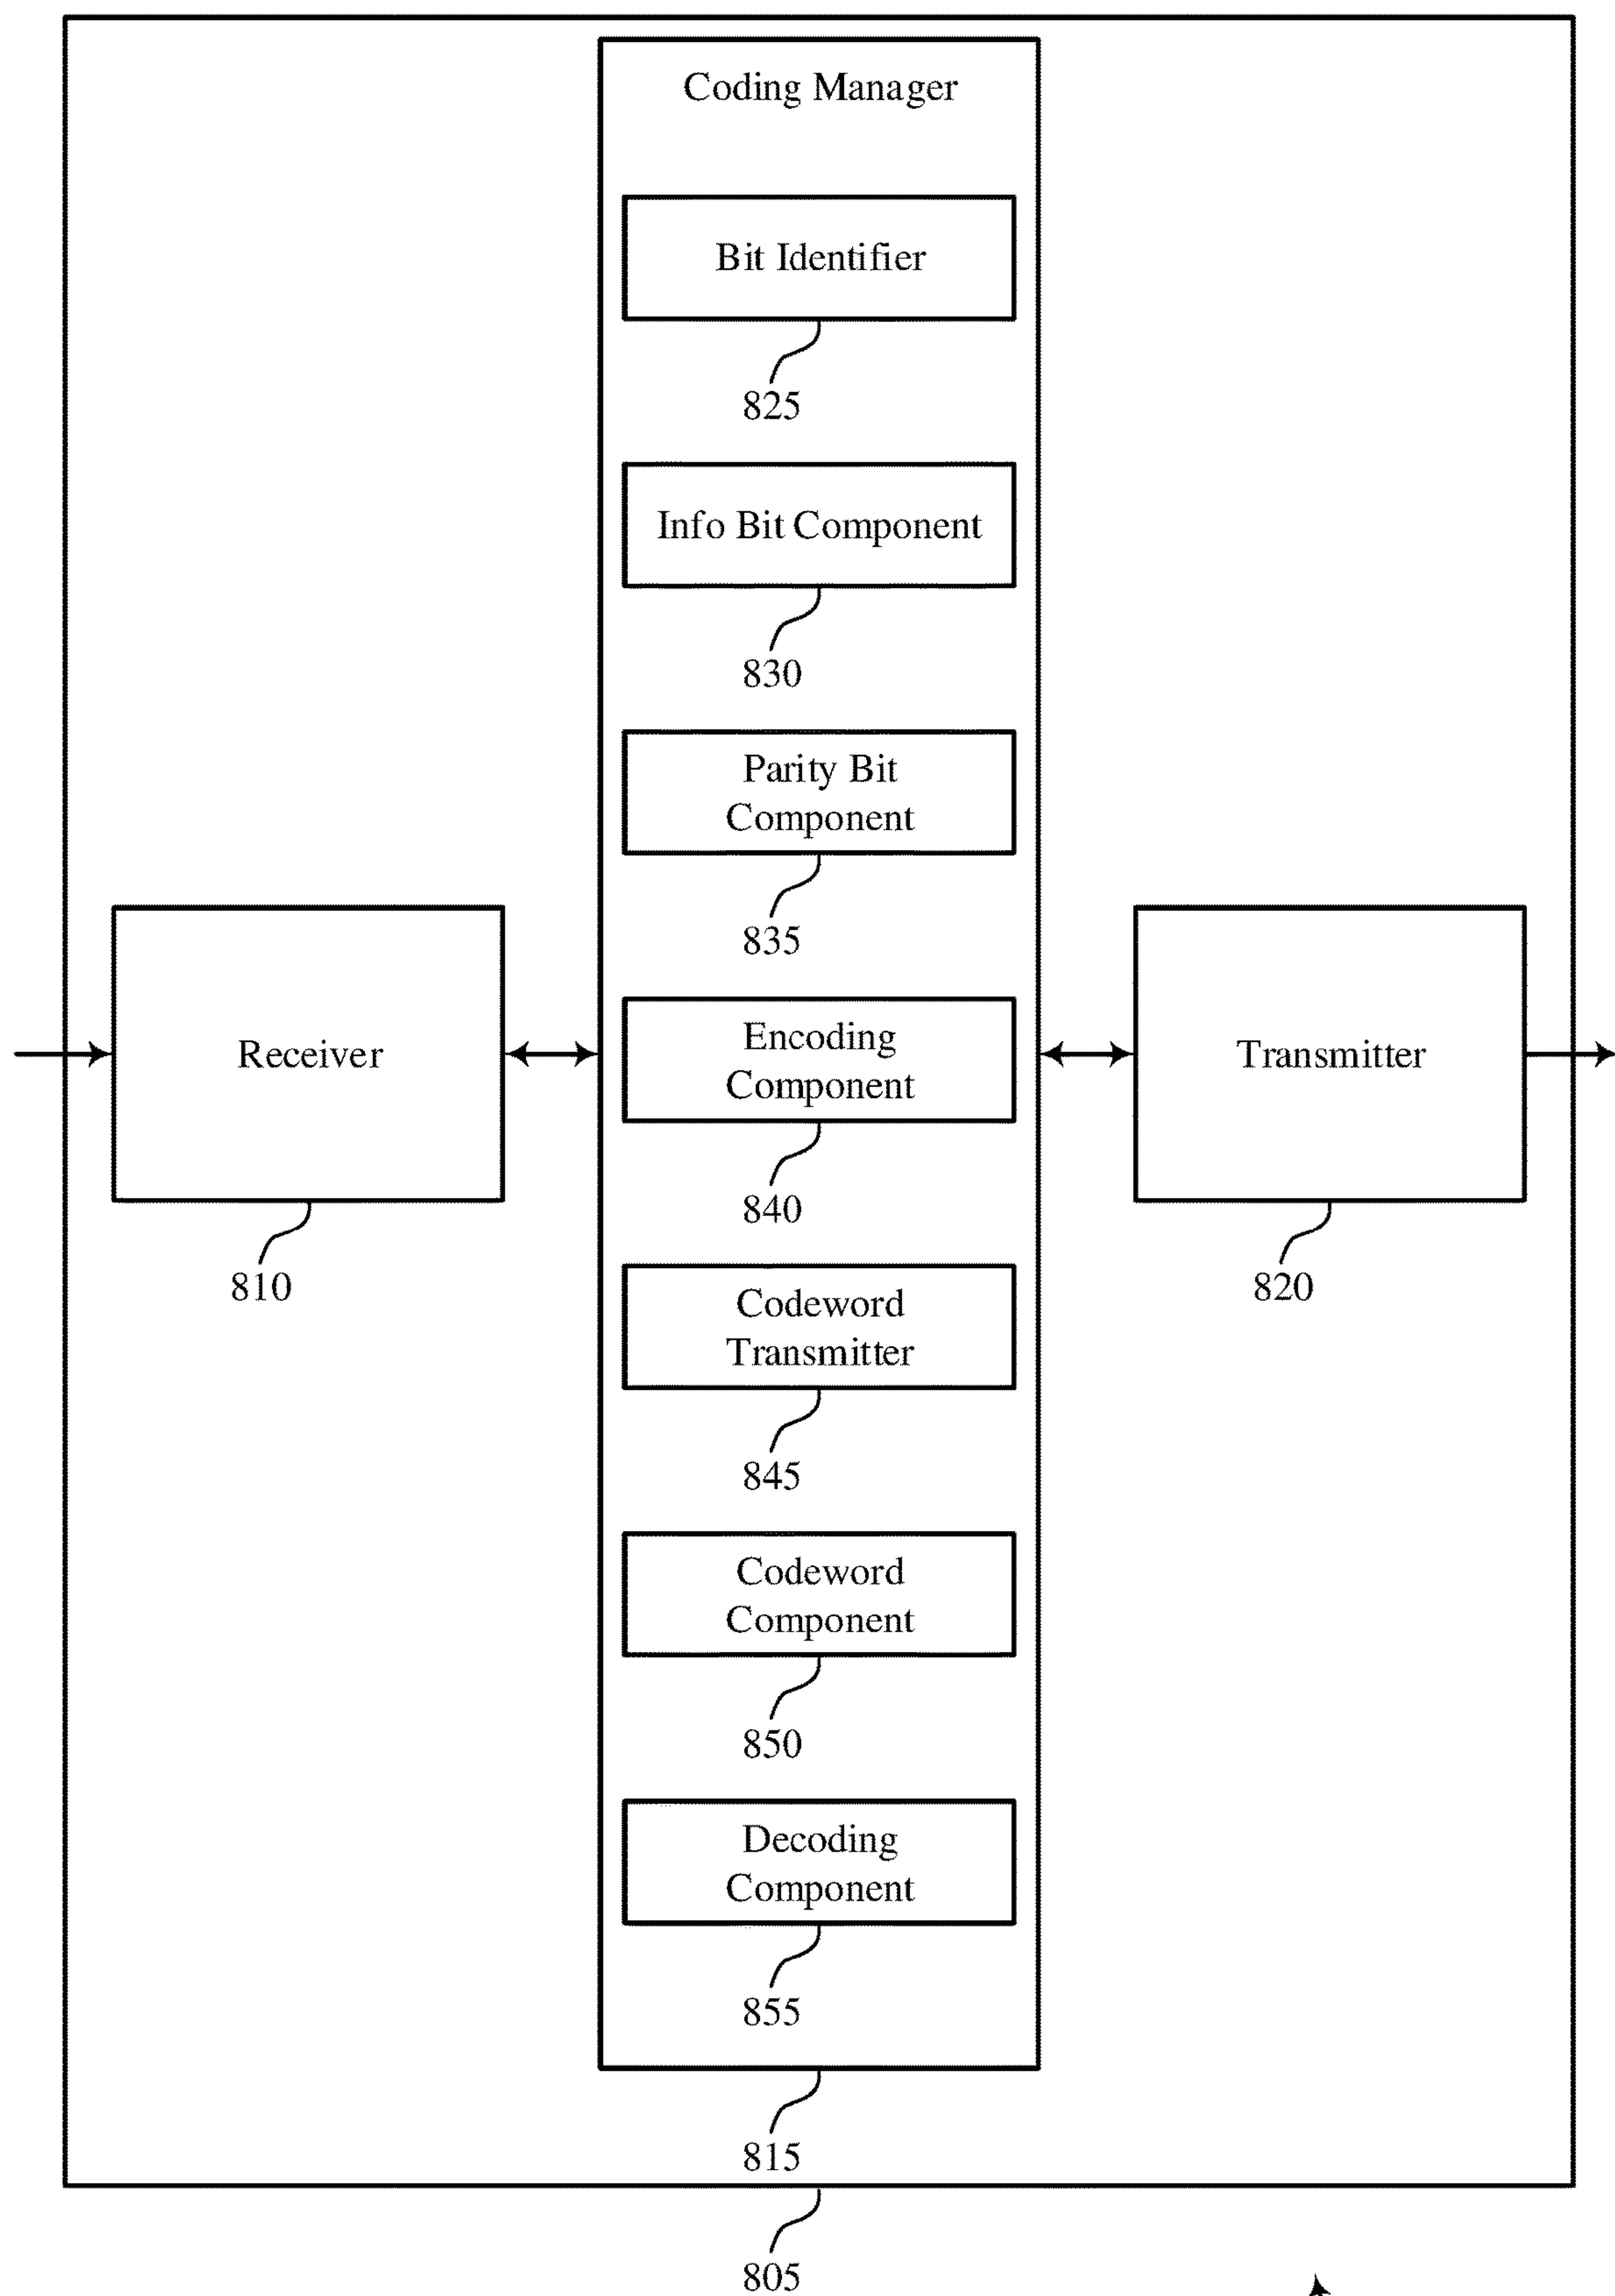 Coding Manager
Bit Identifier
825
Info Bit Component
830
Parity Bit
Component
835
Receiver
810
Encoding
Component
840
Transmitter
820
Codeword
Transmitter
845
Codeword
Component
850
Decoding
Component
855
815
805